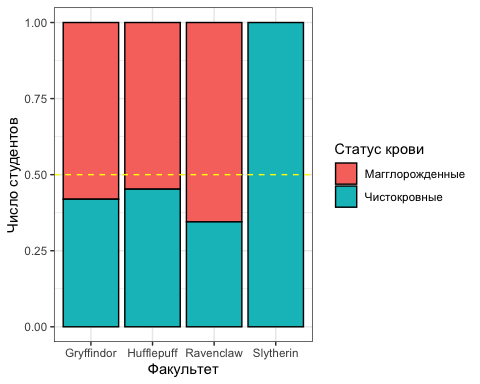 1.00
0.75
0.50
0.25
0.00
Число студентов
Gryffindor Hufflepuff Ravenclaw Slytherin
Факультет
Статус крови
Магглорожденные
Чистокровные